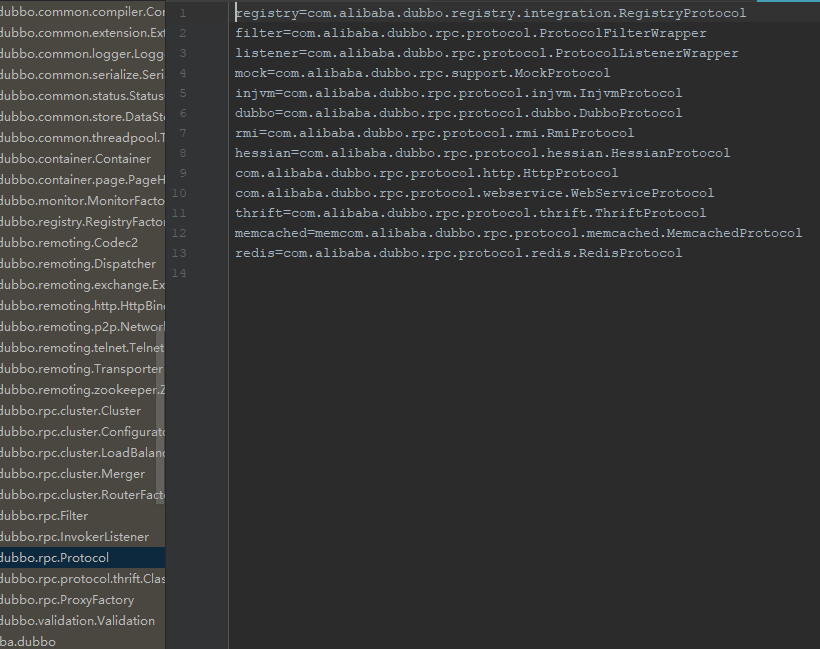 dubbo.common.compiler.Cor
dubbo.common.extension.Ext
dubbo.common.logger.Logg
dubbo.common.serialize.Seri
dubbo.common.status.Status
dubbo.common.store.DataSt
dubbo.common.threadpool.T
dubbo.container.Container
dubbo.container.page.PageH
dubbo.monitor.MonitorFacto
dubbo.registry.RegistryFactor
dubbo.remoting.Codec2
dubbo.remoting.Dispatcher
dubbo.remoting.exchange.Ex
dubbo.remoting.http.HttpBin
dubbo.remoting.p2p.Network
dubbo.remoting.telnet.Telnet
dubbo.remoting.Transporter
dubbo.remoting.zookeeper.Z
dubbo.rpc.cluster.Cluster
dubbo.rpc.cluster.Configurat
dubbo.rpc.cluster.LoadBalanc
dubbo.rpc.cluster.Merger
dubbo.rpc.cluster.RouterFact
dubbo.rpc.Filter
dubbo.rpc.InvokerListener
dubbo.rpc.Protocol
dubbo.rpc.protocol.thrift.Clas
dubbo.rpc.ProxyFactory
dubbo.validation.Validation
ba.dubbo
1 registry=com.alibaba.dubbo.registry.integration.RegistryProtocol
2 filter=com.alibaba.dubbo.rpc.protocol.ProtocolFilterWrapper
3 listener=com.alibaba.dubbo.rpc.protocol.ProtocolListenerWrapper
4 mock=com.alibaba.dubbo.rpc.support.MockProtocol
5 injvm=com.alibaba.dubbo.rpc.protocol.injvm.InjvmProtocol
6 dubbo=com.alibaba.dubbo.rpc.protocol.dubbo.DubboProtocol
7 rmi=com.alibaba.dubbo.rpc.protocol.rmi.RmiProtocol
8 hessian=com.alibaba.dubbo.rpc.protocol.hessian.HessianProtocol
9 com.alibaba.dubbo.rpc.protocol.http.HttpProtocol
10 com.alibaba.dubbo.rpc.protocol.webservice.WebServiceProtocol
11 thrift=com.alibaba.dubbo.rpc.protocol.thrift.ThriftProtocol
12 memcached=memcom.alibaba.dubbo.rpc.protocol.memcached.MemcachedProtocol
13 redis=com.alibaba.dubbo.rpc.protocol.redis.RedisProtocol
14